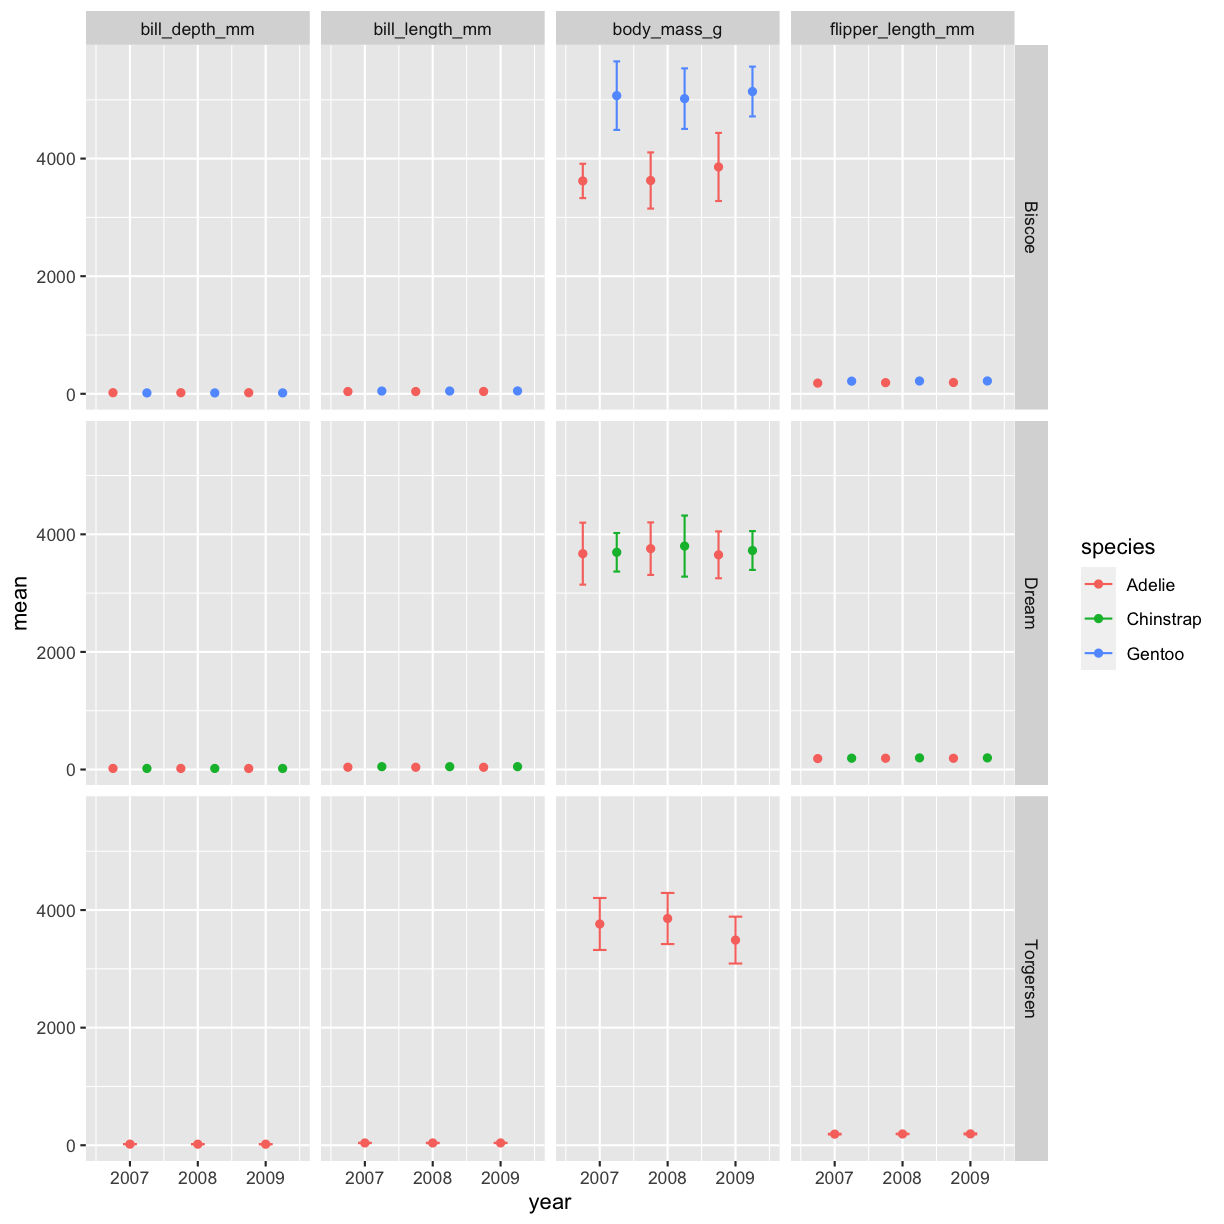 bill_depth_mm bill_length_mm body_mass_g flipper_length_mm
4000
2000
0
Biscoe
4000
2000
0
Dream
4000
2000
0
Torgersen
2007 2008 2009 2007 2008 2009 2007 2008 2009 2007 2008 2009
year
mean
species
Adelie
Chinstrap
Gentoo